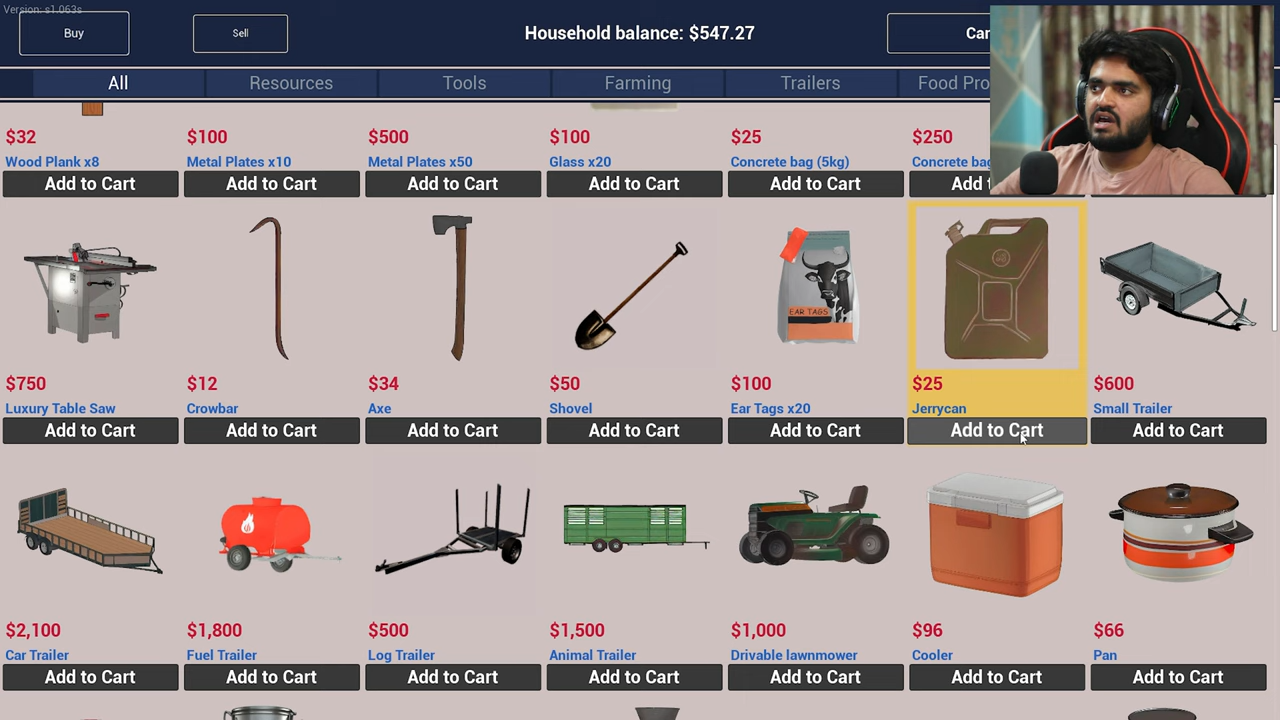 Version: s1.063s
Buy
Sell
Household balance: $547.27
All
Resources
Tools
Farming
Trailers
$32
$100
$500
$100
$25
$250
Wood Plank x8
Metal Plates x10
Metal Plates x50
Glass x20
Concrete bag (5kg)
Concrete
Add to Cart
Add to Cart
Add to Cart
Add to Cart
Add to Cart
Add
EAR TAGS
$750
$12
$34
$50
$100
$25
$600
Luxury Table Saw
Crowbar
Axe
Shovel
Ear Tags x20
Jerrycan
Small Trailer
Add to Cart
Add to Cart
Add to Cart
Add to Cart
Add to Cart
Add to Cart
Add to Cart
$2,100
$1,800
$500
$1,500
$1,000
$96
$66
Car Trailer
Fuel Trailer
Log Trailer
Animal Trailer
Drivable lawnmower
Cooler
Pan
Add to Cart
Add to Cart
Add to Cart
Add to Cart
Add to Cart
Add to Cart
Add to Cart